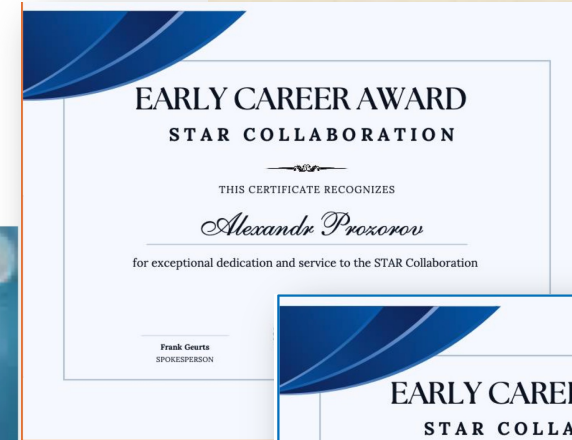 EARLY CAREER AWARD
STAR COLLABORATION
THIS CERTIFICATE RECOGNIZES
Alexandr Prozorov
for exceptional dedication and service to the STAR Collaboration
Frank Geurts
SPOKESPERSON
EARLY CAREE
STAR COLLA